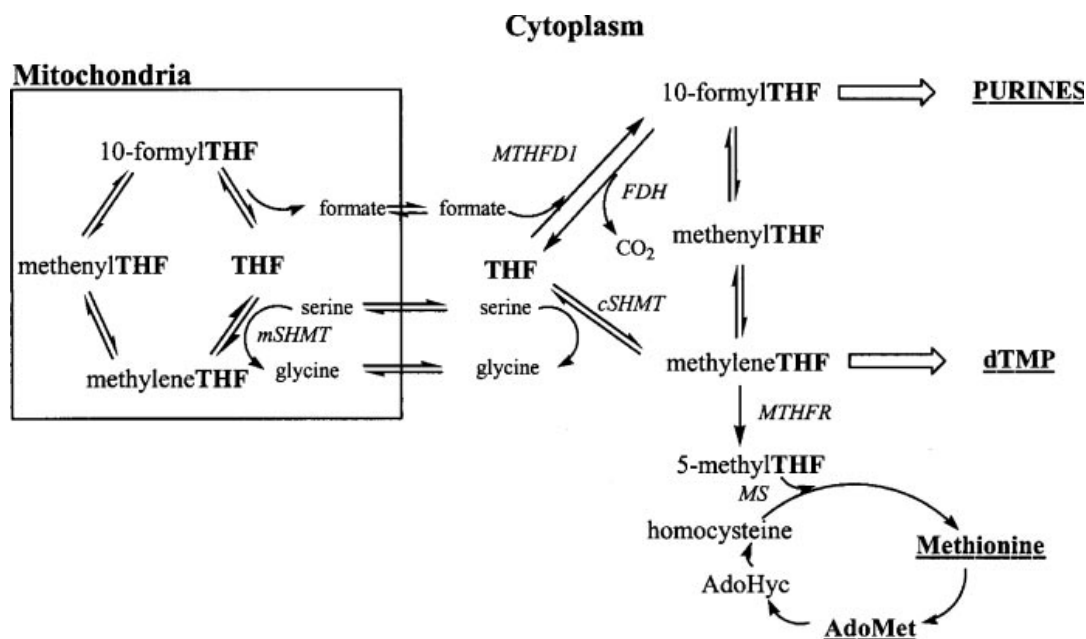 Cytoplasm
Mitochondria
10-formylTHF
PURINES
10-formylTHF
MTHFD1
FDH
formate
formate
CO2
methenylTHF
methenylTHF
THF
THF
serine
serine
cSHMT
mSHMT
glycine
glycine
methyleneTHF
methyleneTHF
dTMP
MTHFR
5-methylTHF
MS
homocysteine
Methionine
AdoHyc
AdoMet